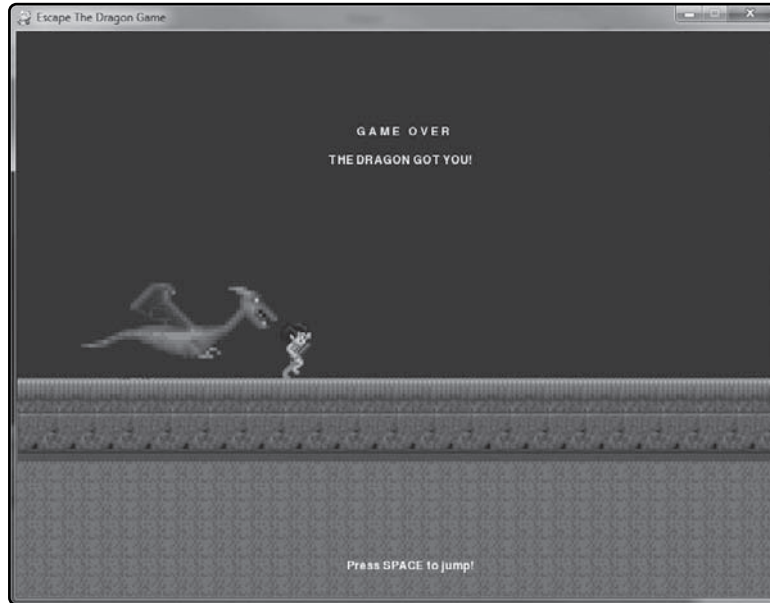 Escape The Dragon Game
GAME OVER
THE DRAGON GOT YOU!
Press SPACE to jump!